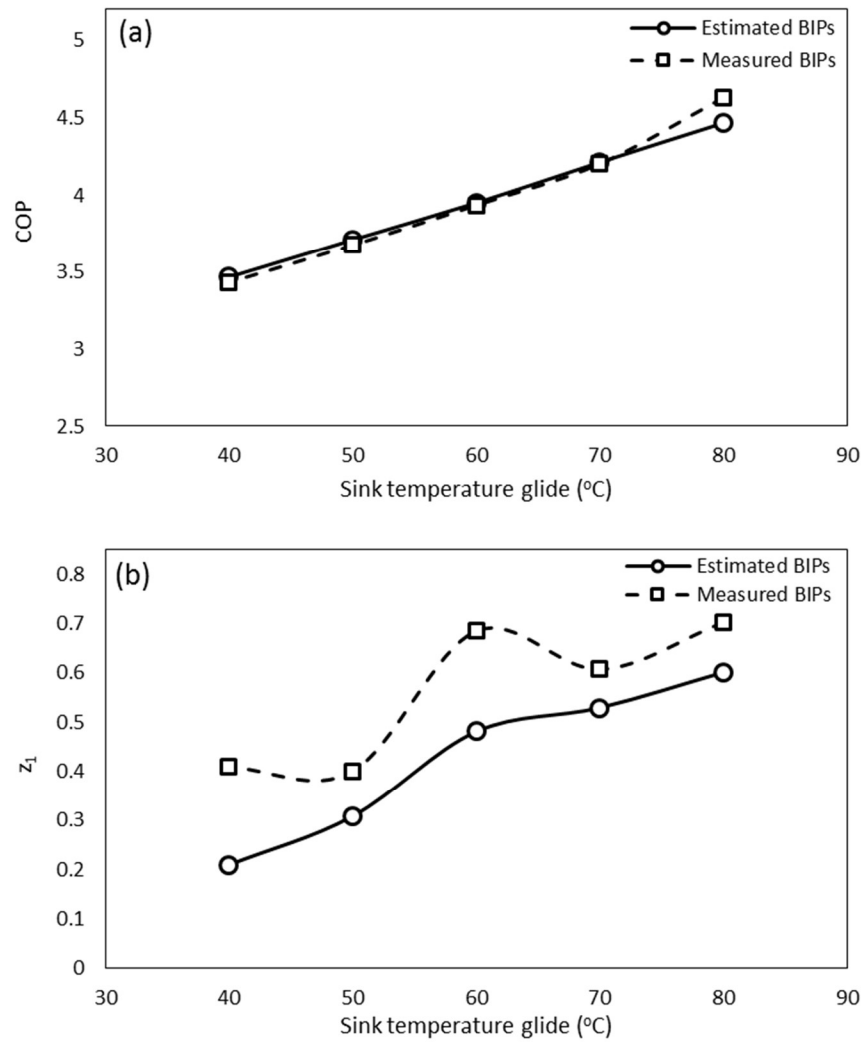 (a)
Estimated BIPs
Measured BIPs
5
4.5
4
3.5
3
2.5
COP
30 40 50 60 70 80 90
Sink temperature glide (ºC)
(b)
Estimated BIPs
Measured BIPs
0.8
0.7
0.6
0.5
0.4
0.3
0.2
0.1
0
z₁
30 40 50 60 70 80 90
Sink temperature glide (ºC)